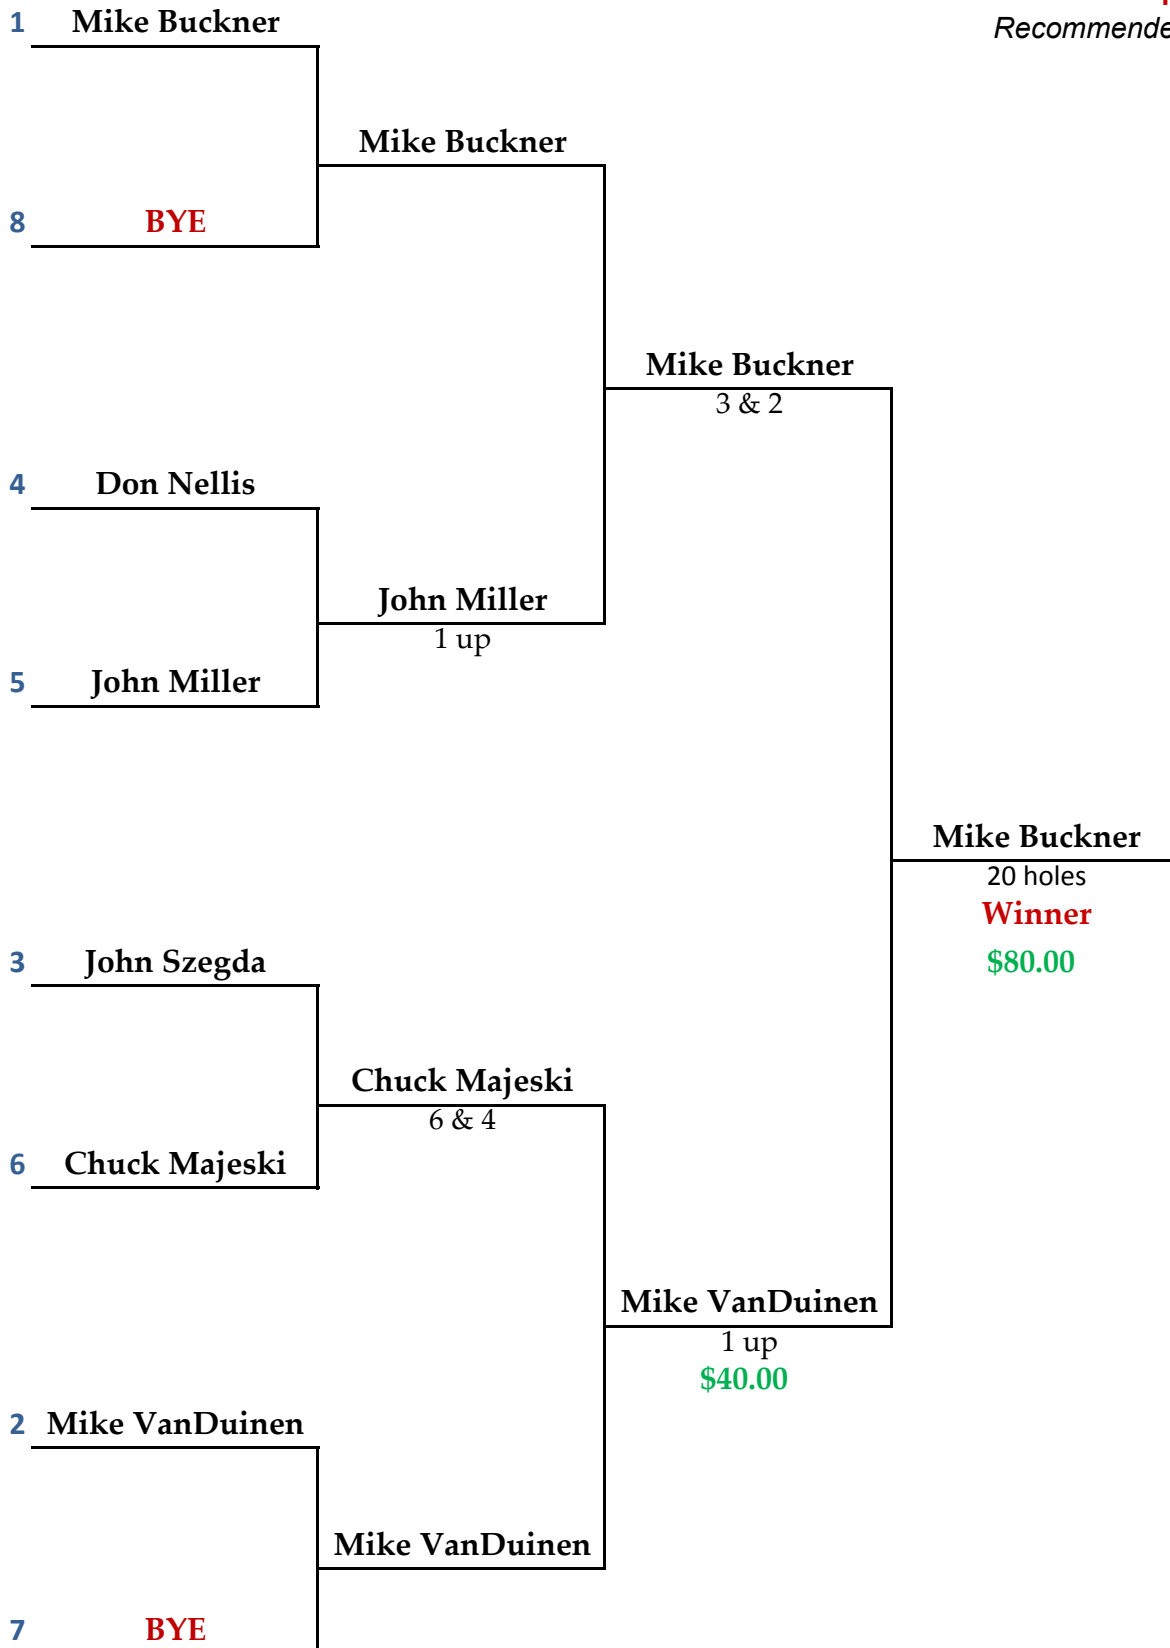 1 Mike Buckner
Recommende
Mike Buckner
8 BYE
Mike Buckner
3 & 2
4 Don Nellis
John Miller
1 up
5 John Miller
Mike Buckner
20 holes
Winner
$80.00
3 John Szegda
Chuck Majeski
6 & 4
6 Chuck Majeski
Mike VanDuinen
1 up
$40.00
2 Mike VanDuinen
Mike VanDuinen
7 BYE